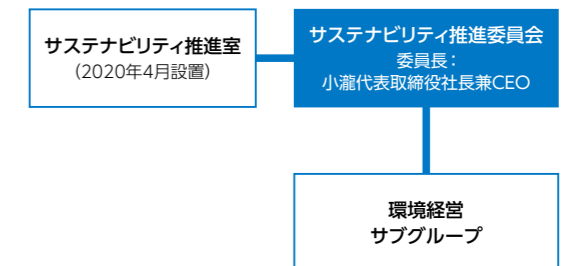 サステナビリティ推進室
（2020年4月設置）
サステナビリティ推進委員会
委員長：
小瀧代表取締役社長兼CEO
環境経営
サブグループ